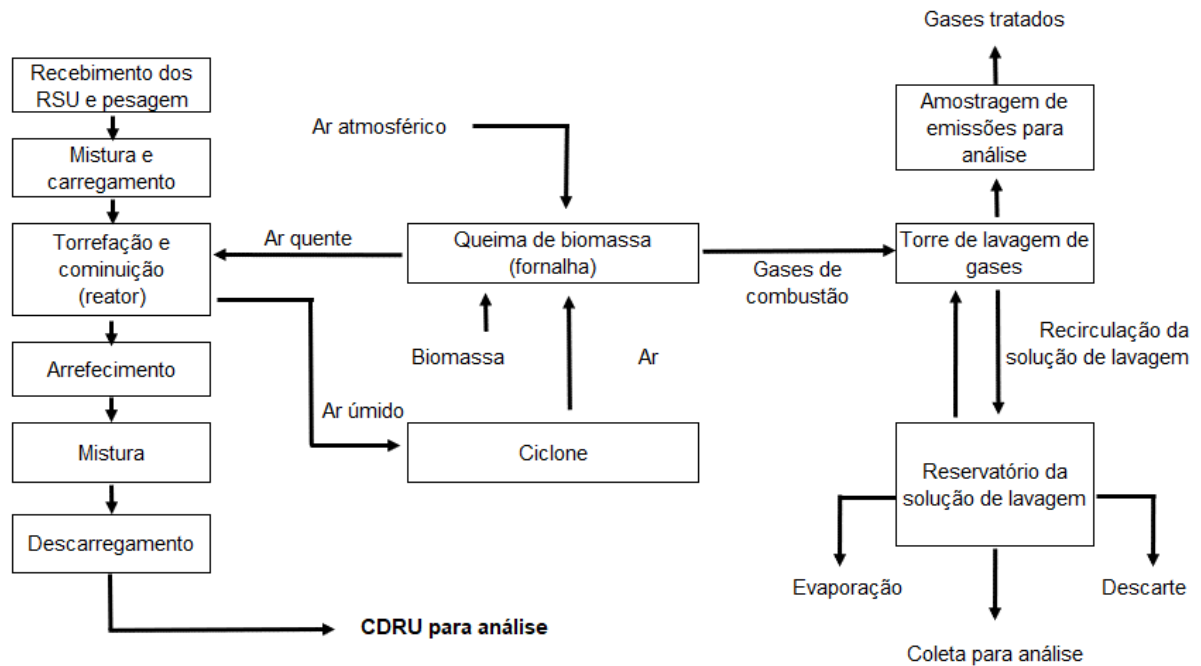 Gases tratados
Recebimento dos
RSU e pesagem
Amostragem de
emissões para
análise
Ar atmosférico
Mistura e
carregamento
Torrefação e
cominuição
(reator)
Ar quente
Queima de biomassa
(fornalha)
Gases de
combustão
Torre de lavagem de
gases
Recirculação da
solução de lavagem
Arrefecimento
Biomassa
Ar
Ar úmido
Mistura
Ciclone
Reservatório da
solução de lavagem
Descarregamento
Evaporação
Descarte
CDRU para análise
Coleta para análise